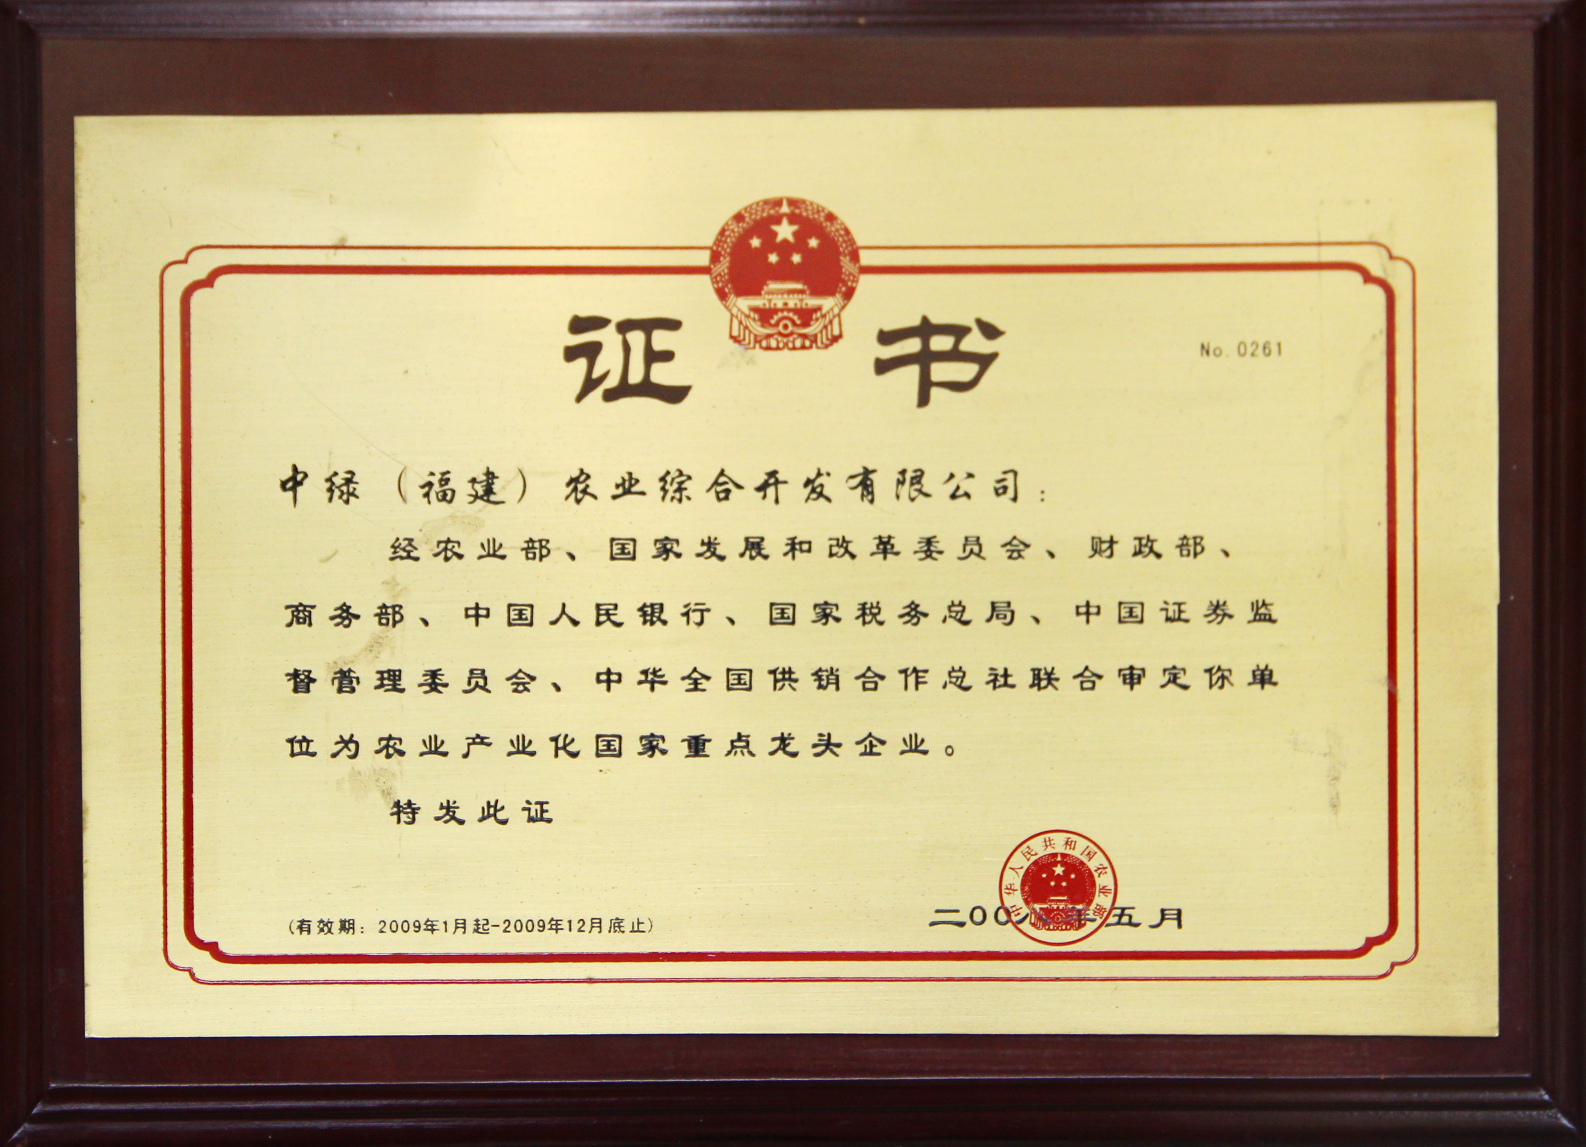 证书
No.0261
中绿（福建）农业综合开发有限公司：
经农业部、国家发展和改革委员会、财政部、
商务部、中国人民银行、国家税务总局、中国证券监
督管理委员会、中华全国供销合作总社联合审定你单
位为农业产业化国家重点龙头企业。
特发此证
中华人民共和国农业部
(有效期：2009年1月起-2009年12月底止)
二00八年五月